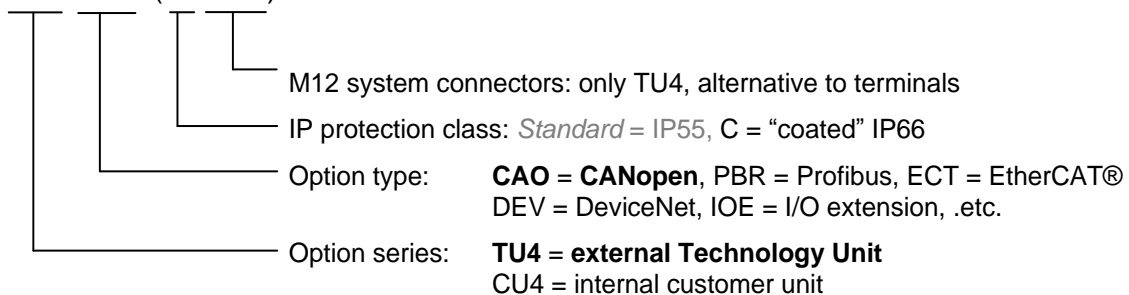 M12 system connectors: only TU4, alternative to terminals
IP protection class: Standard = IP55, C = “coated” IP66
Option type: CAO = CANopen, PBR = Profibus, ECT = EtherCAT®
DEV = DeviceNet, IOE = I/O extension, .etc.
Option series: TU4 = external Technology Unit
CU4 = internal customer unit